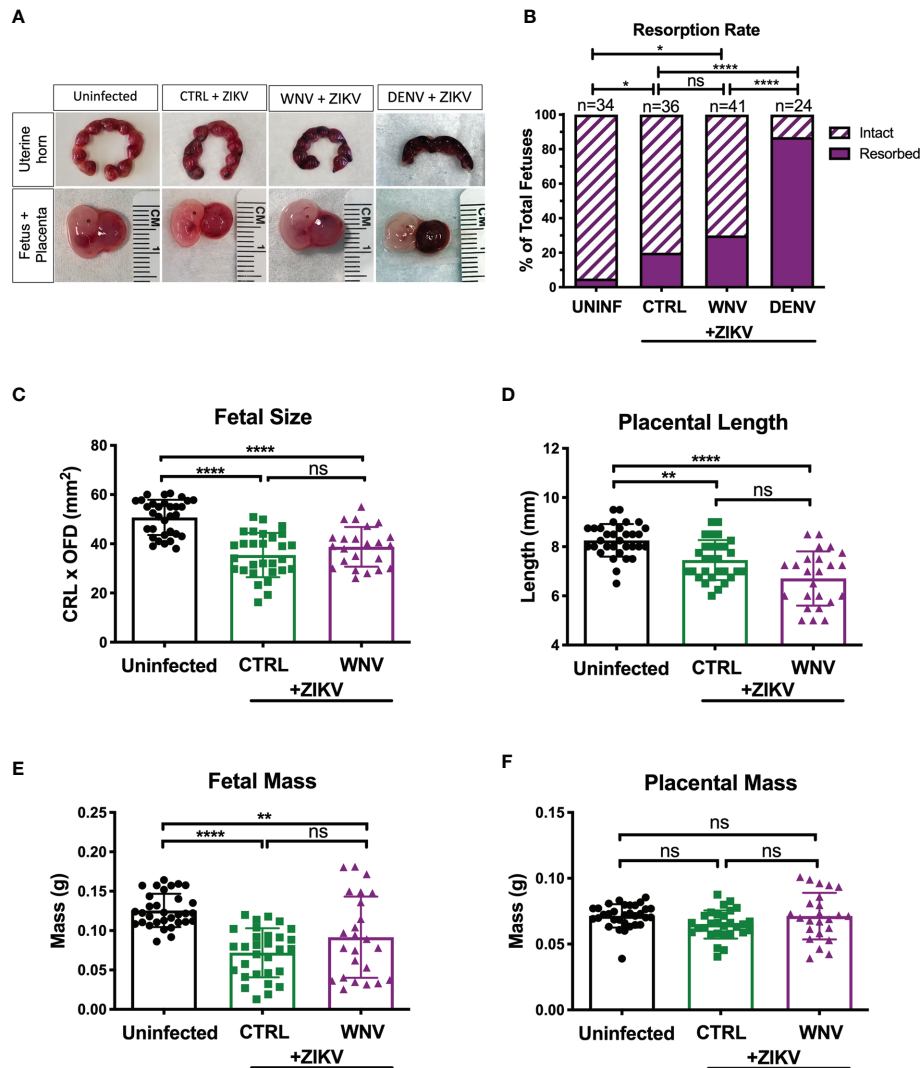 A
Uninfected
CTRL + ZIKV
WNV + ZIKV
DENV + ZIKV
Uterine horn
Fetus + Placenta
CM
1
CM
1
CM
1
CM
1
B
Resorption Rate
*
****
*
ns
****
n=34
n=36
n=41
n=24
100
80
60
40
20
0
% of Total Fetuses
Intact
Resorbed
UNINF
CTRL
WNV
DENV
+ZIKV
C
Fetal Size
****
****
ns
80
60
40
20
0
CRL x OFD (mm²)
Uninfected
CTRL
WNV
+ZIKV
D
Placental Length
****
**
ns
12
10
8
6
4
Length (mm)
Uninfected
CTRL
WNV
+ZIKV
E
Fetal Mass
**
****
ns
0.25
0.20
0.15
0.10
0.05
0.00
Mass (g)
Uninfected
CTRL
WNV
+ZIKV
F
Placental Mass
ns
ns
ns
0.15
0.10
0.05
0.00
Mass (g)
Uninfected
CTRL
WNV
+ZIKV